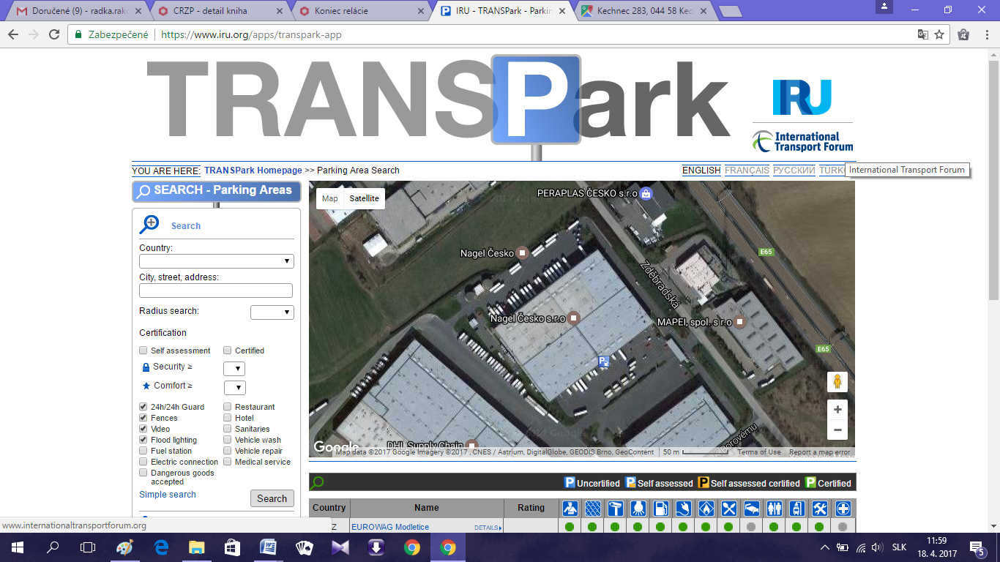 Doručené (9) - radka.rako
CRZP - detail kniha
Koniec relácie
IRU - TRANSPark - Parkin
Kechnec 283, 044 58 Kec
Zabezpečené https://www.iru.org/apps/transpark-app
TRANSPark
IRU
International
Transport Forum
YOU ARE HERE: TRANSPark Homepage >> Parking Area Search
ENGLISH FRANÇAIS РУССКИЙ TÜRK
International Transport Forum
SEARCH - Parking Areas
Search
Country:
City, street, address:
Radius search:
Certification
Self assessment Certified
Security ≥
Comfort ≥
24h/24h Guard Restaurant
Fences Hotel
Video Sanitaries
Flood lighting Vehicle wash
Fuel station Vehicle repair
Electric connection Medical service
Dangerous goods
accepted
Simple search
Search
Map Satellite
PERAPLAS ČESKO s.r.o
Nagel Česko
E65
Zděbradská
Nagel Česko s.r.o
MAPEI, spol. s r.o
E65
P
DHL Supply Chain
Borovému
Google
Map data ©2017 Google Imagery ©2017 , CNES / Astrium, DigitalGlobe, GEODIS Brno, GeoContent 50 m Terms of Use Report a map error
P Uncertified P Self assessed P Self assessed certified P Certified
Country Name Rating
Z EUROWAG Modletice DETAILS
www.internationaltransportforum.org
SLK
11:59
18. 4. 2017
5